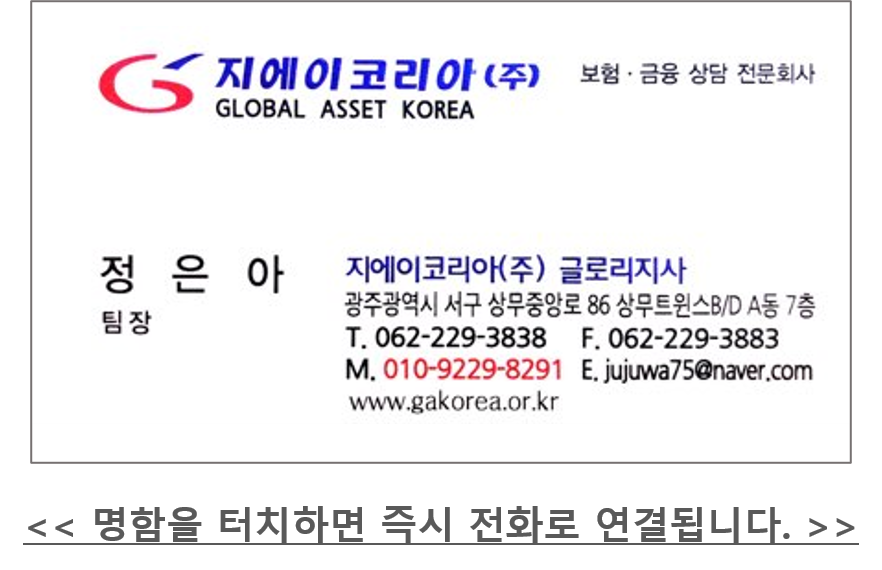 지에이코리아(주) 보험·금융 상담 전문회사
GLOBAL ASSET KOREA
정 은 아
팀장
지에이코리아(주) 글로리지사
광주광역시 서구 상무중앙로 86 상무트윈스B/D A동 7층
T. 062-229-3838 F. 062-229-3883
M. 010-9229-8291 E. jujuwa75@naver.com
www.gakorea.or.kr
<< 명함을 터치하면 즉시 전화로 연결됩니다. >>